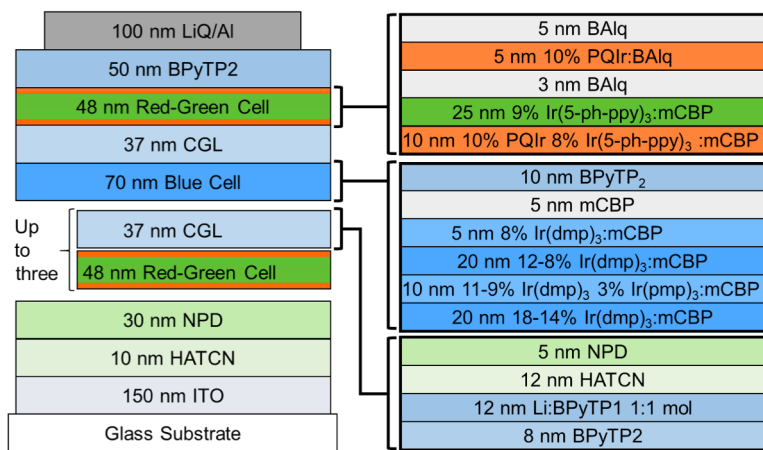 100 nm LiQ/Al
50 nm BPyTP2
48 nm Red-Green Cell
37 nm CGL
70 nm Blue Cell
Up
to
three
37 nm CGL
48 nm Red-Green Cell
30 nm NPD
10 nm HATCN
150 nm ITO
Glass Substrate
5 nm BAlq
5 nm 10% PQIr:BAlq
3 nm BAlq
25 nm 9% Ir(5-ph-ppy)₃:mCBP
10 nm 10% PQIr 8% Ir(5-ph-ppy)₃ :mCBP
10 nm BPyTP₂
5 nm mCBP
5 nm 8% Ir(dmp)₃:mCBP
20 nm 12-8% Ir(dmp)₃:mCBP
10 nm 11-9% Ir(dmp)₃ 3% Ir(pmp)₃:mCBP
20 nm 18-14% Ir(dmp)₃:mCBP
5 nm NPD
12 nm HATCN
12 nm Li:BPyTP1 1:1 mol
8 nm BPyTP2